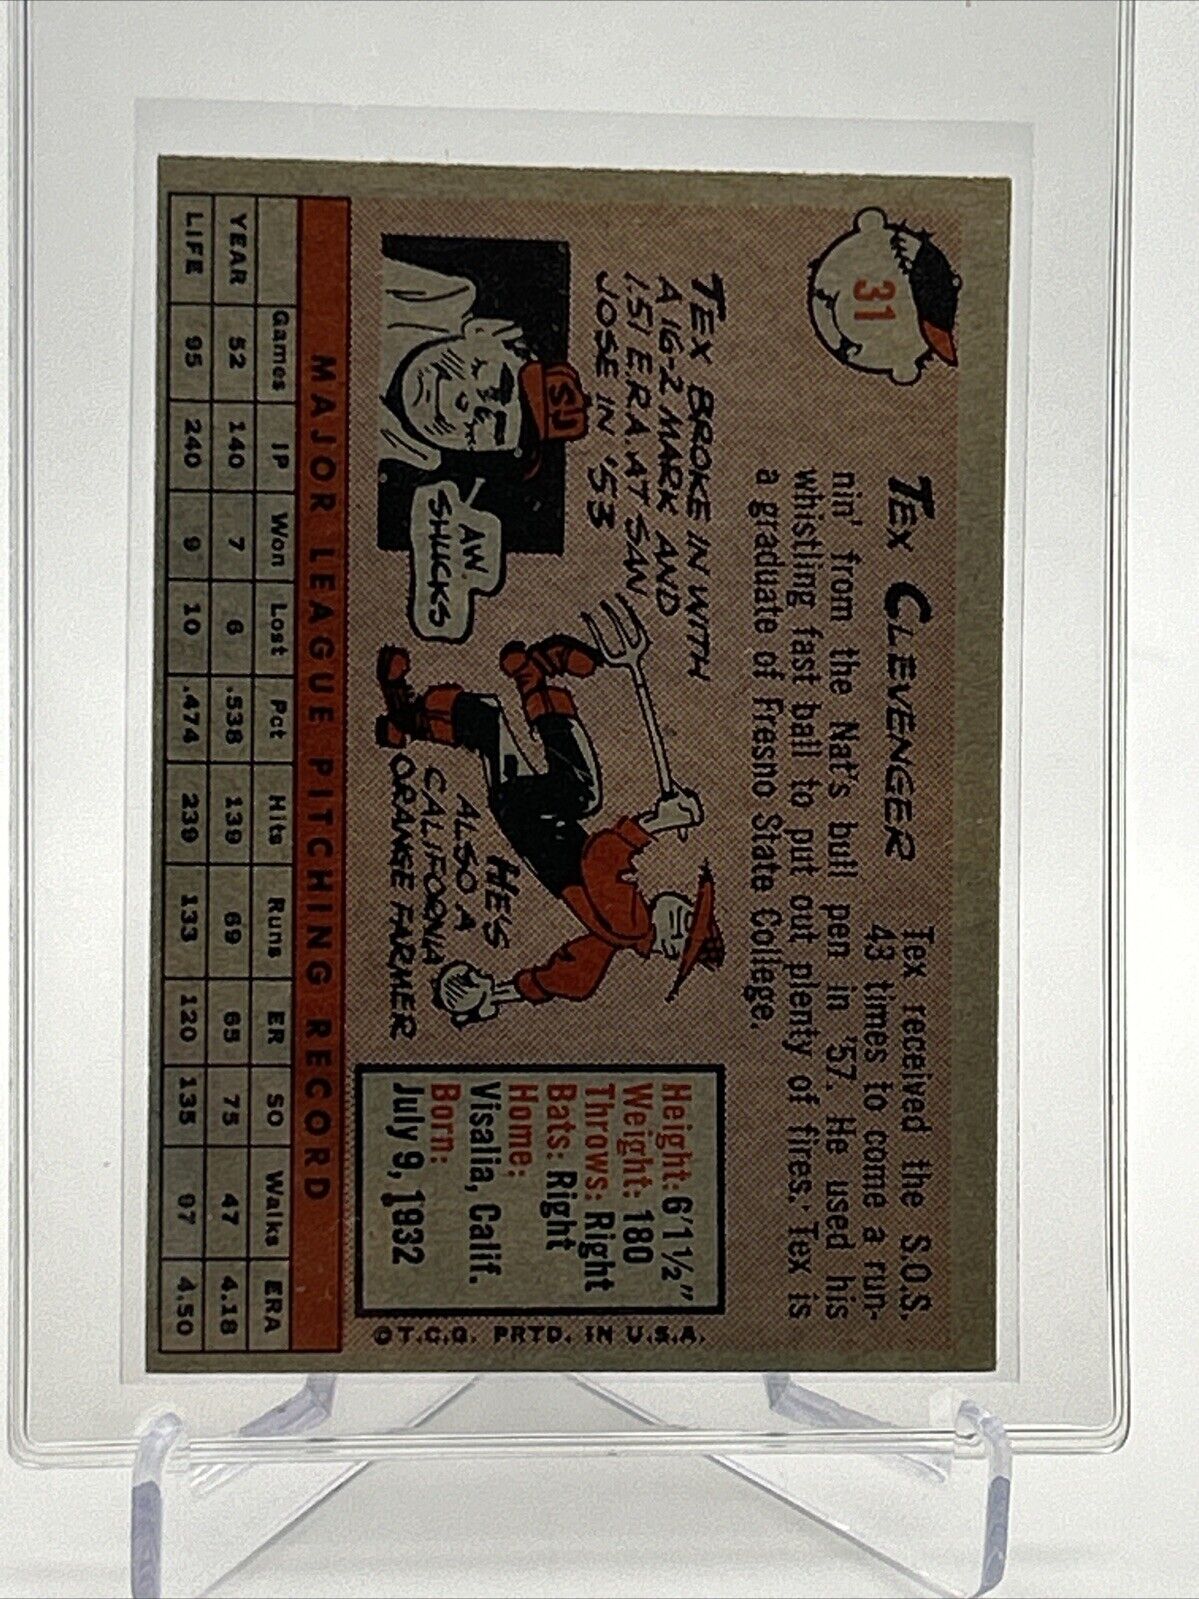 31
TEX CLEVENGER
Tex received the S.O.S.
43 times to come a run-
nin' from the Nat's bull pen in '57. He used his
whistling fast ball to put out plenty of fires. Tex is
a graduate of Fresno State College.
TEX BROKE IN WITH
A 16-2 MARK AND
1.51 E.R.A. AT SAN
JOSE IN '53
SJ
AW
SHUCKS
HE'S
ALSO A
CALIFORNIA
ORANGE FARMER
Height: 6'1½"
Weight: 180
Throws: Right
Bats: Right
Home:
Visalia, Calif.
Born:
July 9, 1932
©T.C.G. PRTD. IN U.S.A.
MAJOR LEAGUE PITCHING RECORD
Games IP Won Lost Pct Hits Runs ER SO Walks ERA
YEAR 52 140 7 6 .538 139 69 65 75 47 4.18
LIFE 95 240 9 10 .474 239 133 120 135 97 4.50